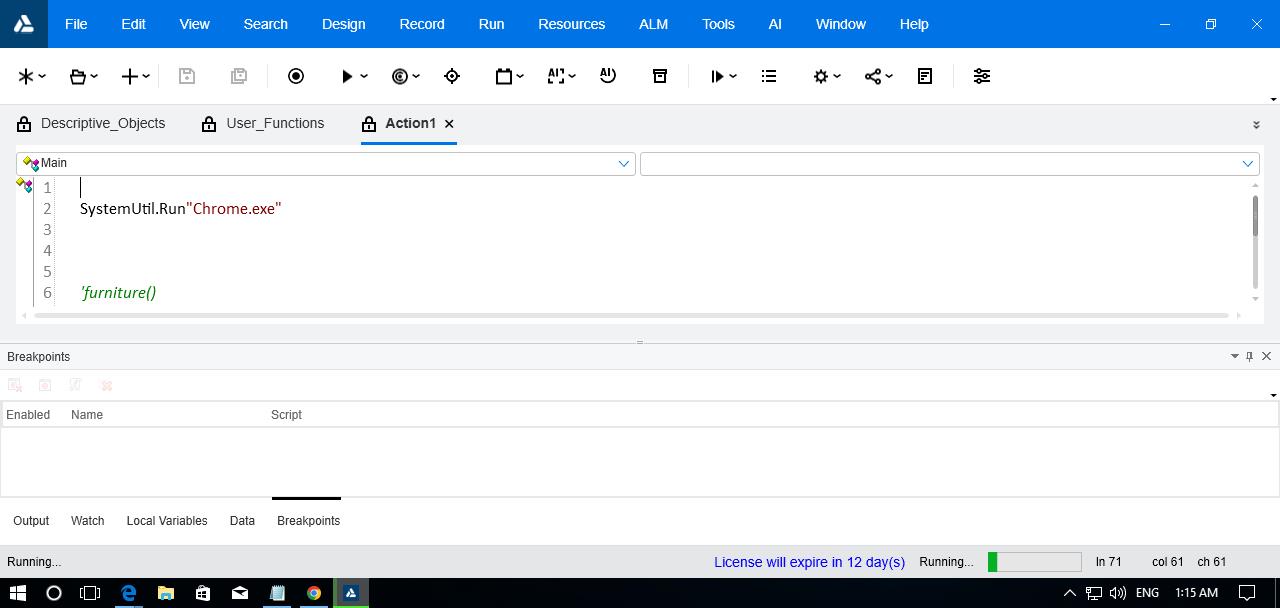 File Edit View Search Design Record Run Resources ALM Tools AI Window Help
AI AI
Descriptive_Objects User_Functions Action1
Main
1
2 SystemUtil.Run"Chrome.exe"
3
4
5
6 'furniture()
Breakpoints
Enabled Name Script
Output Watch Local Variables Data Breakpoints
Running... License will expire in 12 day(s) Running... ln 71 col 61 ch 61
ENG 1:15 AM